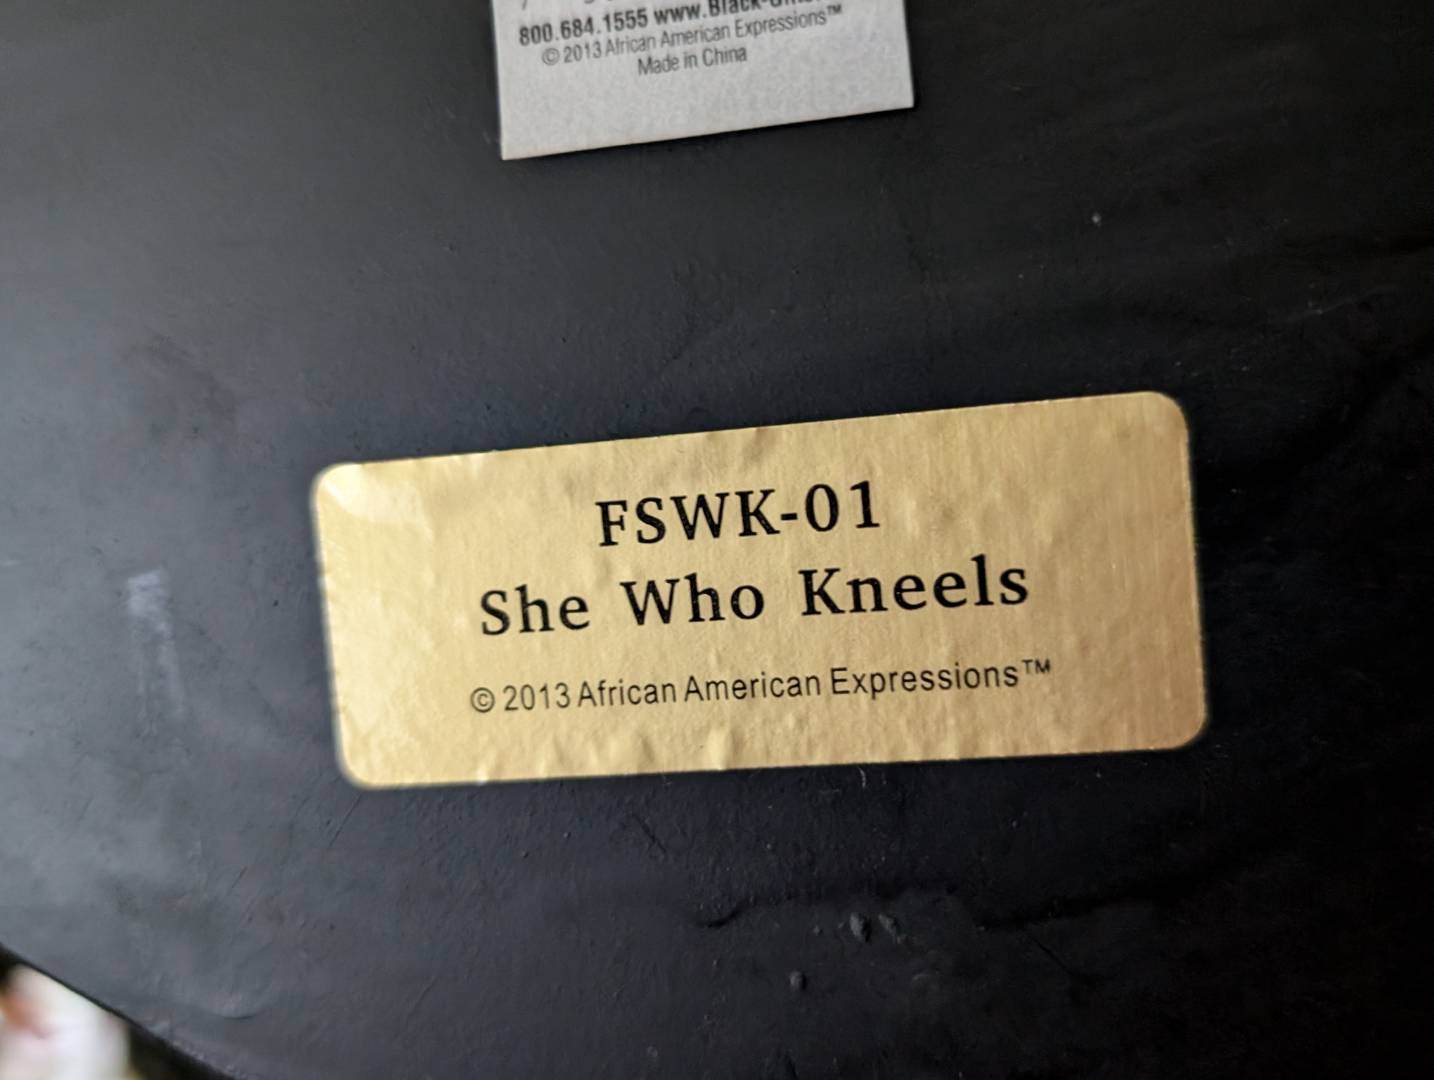 800.684.1555 www.Black-
© 2013 African American Expressions™
Made in China
FSWK-01
She Who Kneels
© 2013 African American Expressions™